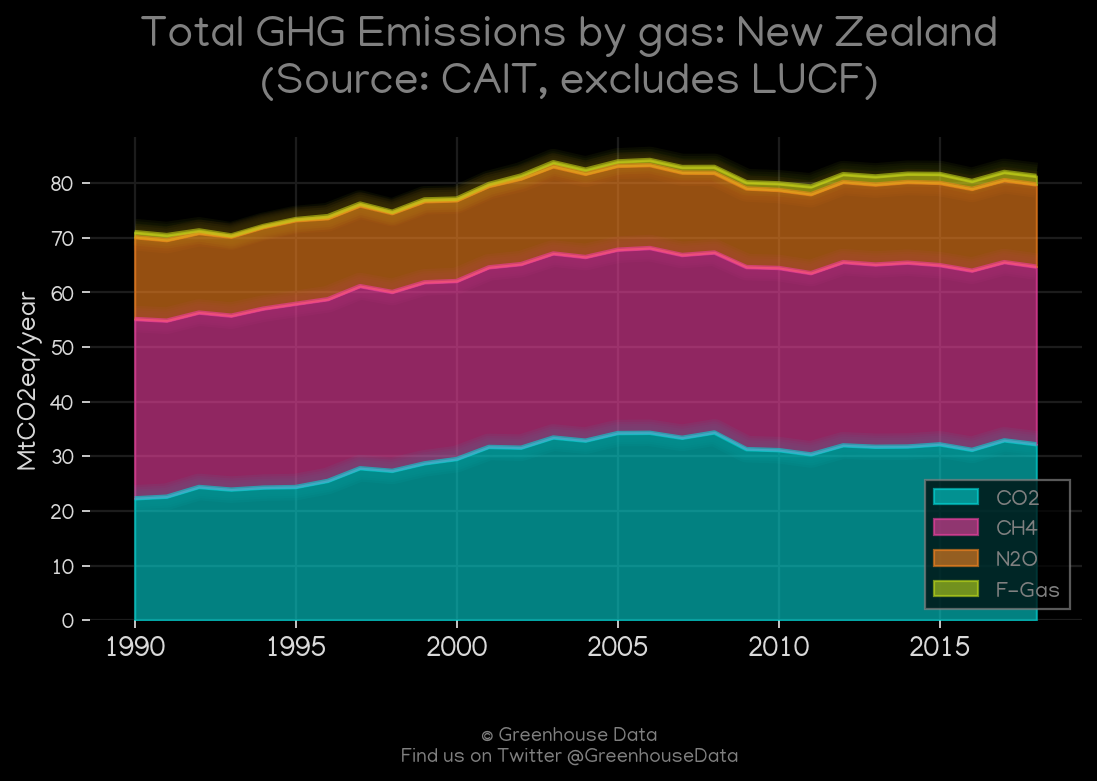 Total GHG Emissions by gas: New Zealand
(Source: CAIT, excludes LUCF)
MtCO2eq/year
80
70
60
50
40
30
20
10
0
1990 1995 2000 2005 2010 2015
CO2
CH4
N2O
F-Gas
© Greenhouse Data
Find us on Twitter @GreenhouseData